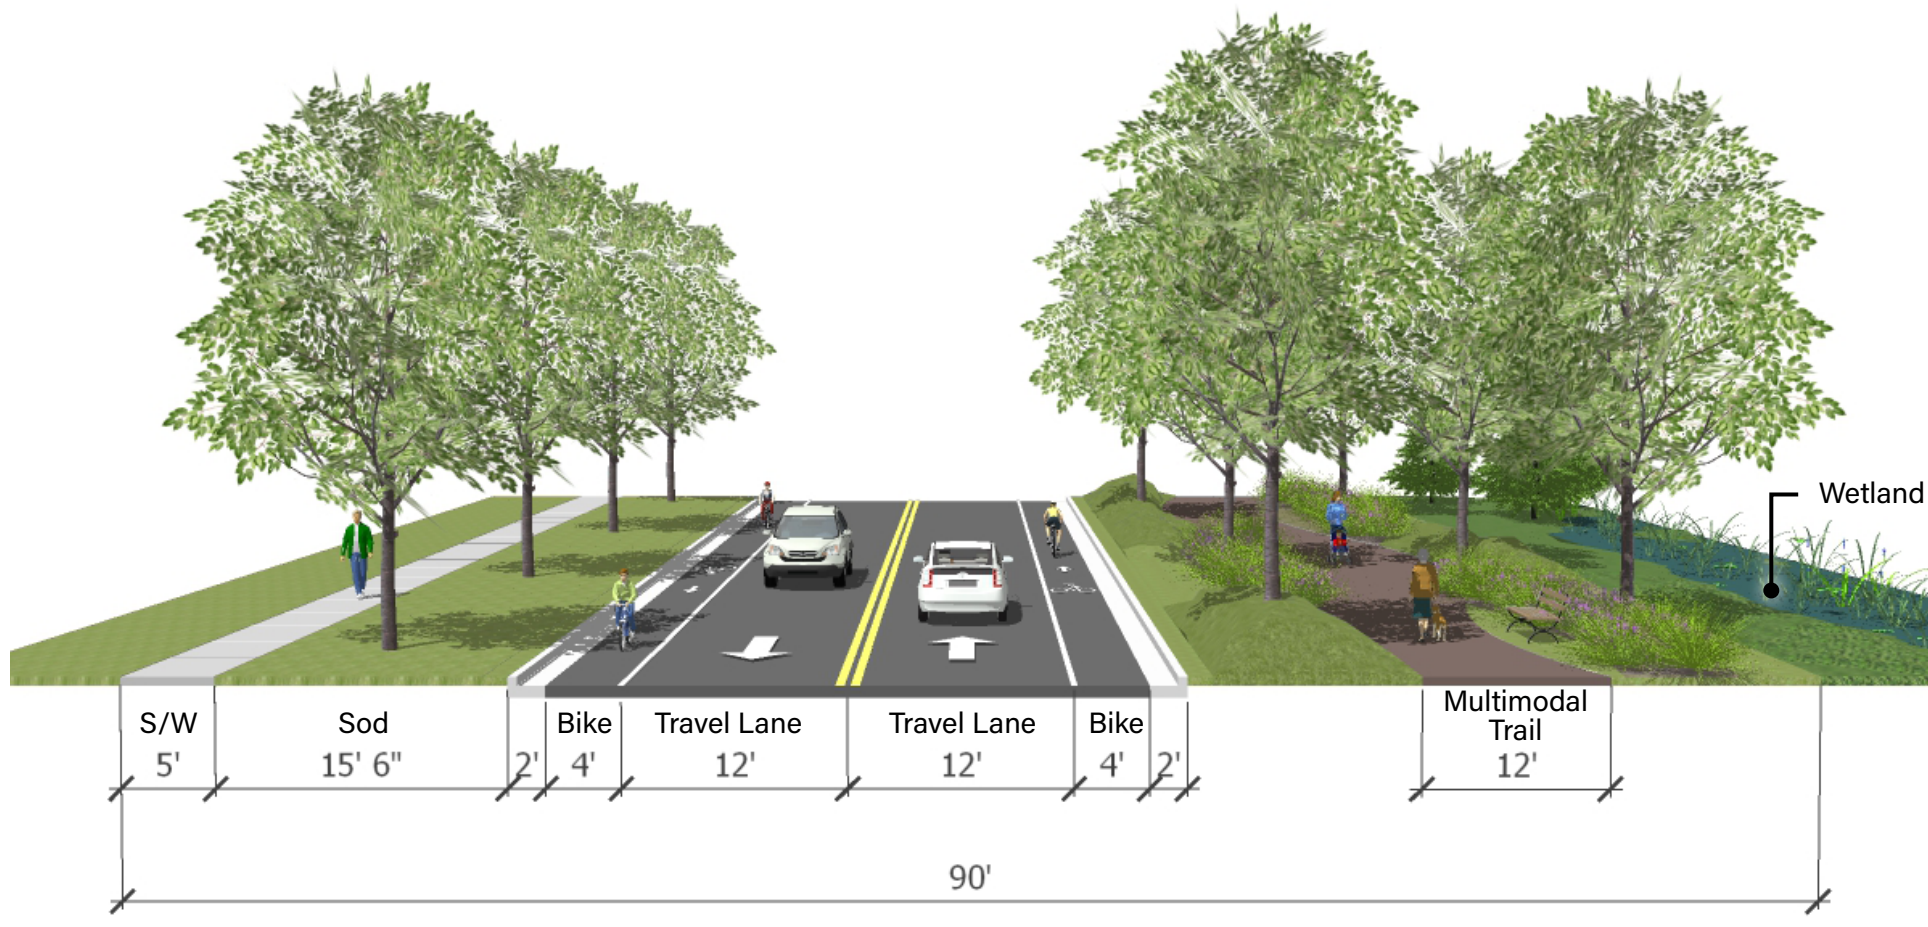 Wetland
S/W
Sod
Bike
Travel Lane
Travel Lane
Bike
Multimodal
Trail
5'
15' 6"
2'
4'
12'
12'
4'
2'
12'
90'